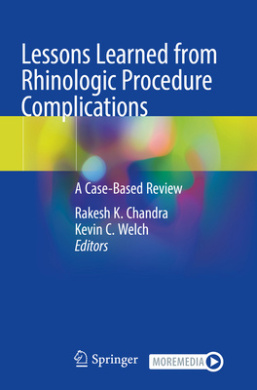 Lessons Learned from
Rhinologic Procedure
Complications
A Case-Based Review
Rakesh K. Chandra
Kevin C. Welch
Editors
Springer
MOREMEDIA